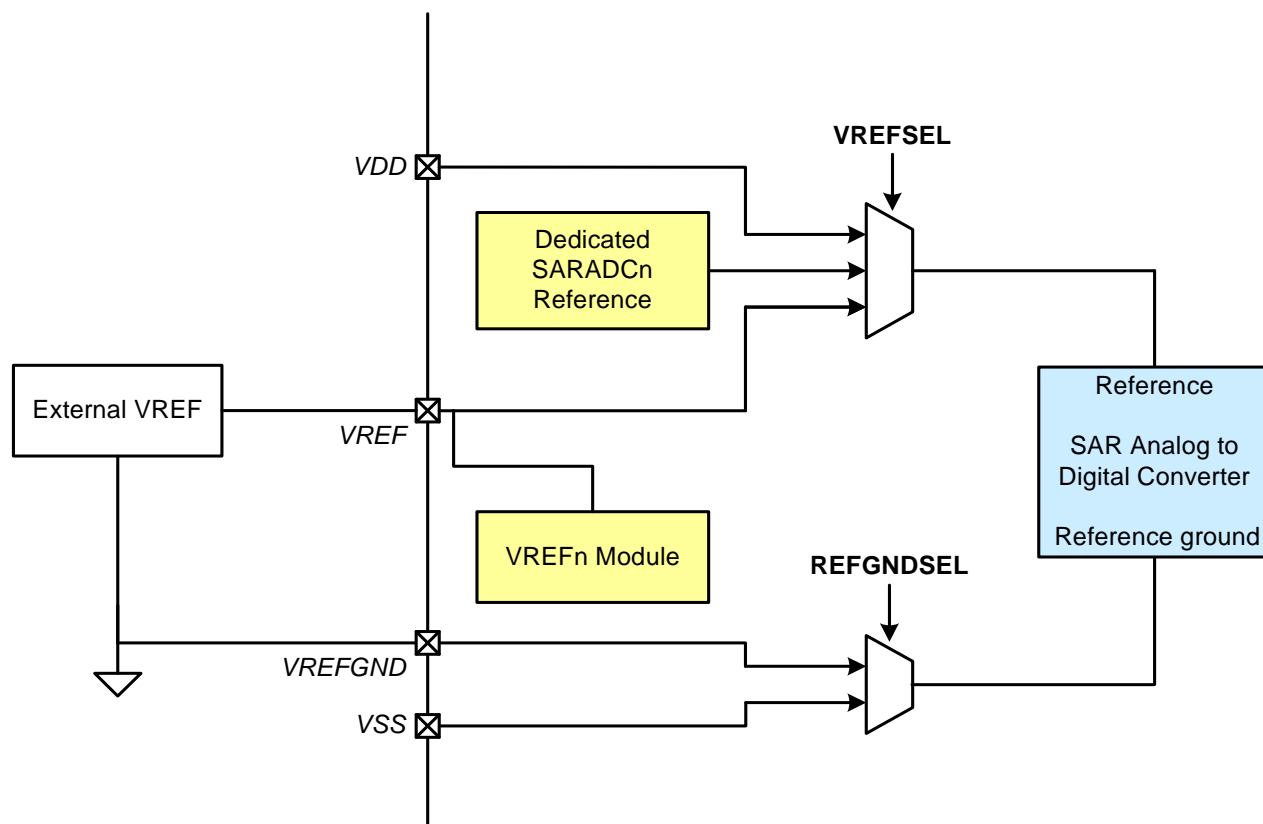 VREFSEL
VDD
Dedicated
SARADCn
Reference
External VREF
VREF
Reference
SAR Analog to
Digital Converter
Reference ground
VREFn Module
REFGNDSEL
VREFGND
VSS